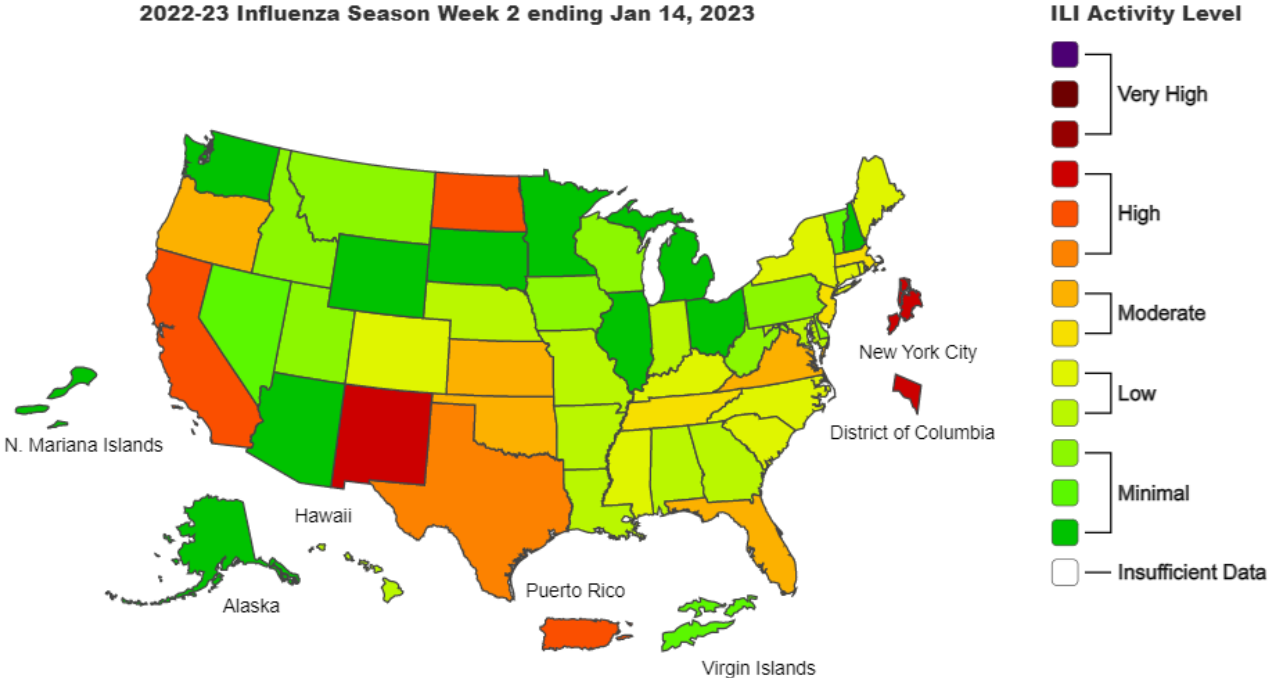 2022-23 Influenza Season Week 2 ending Jan 14, 2023
ILI Activity Level
Very High
High
Moderate
New York City
Low
District of Columbia
N. Mariana Islands
Minimal
Hawaii
Insufficient Data
Puerto Rico
Alaska
Virgin Islands